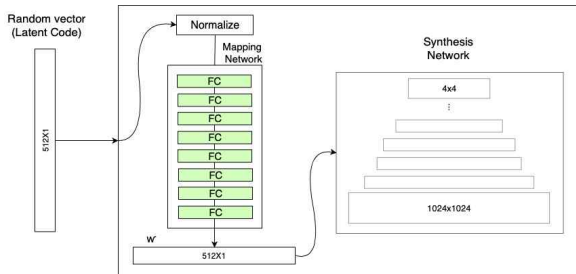 Random vector
(Latent Code)
512X1
Normalize
Mapping
Network
FC
FC
FC
FC
FC
FC
FC
FC
W'
512X1
Synthesis
Network
4x4
...
1024x1024